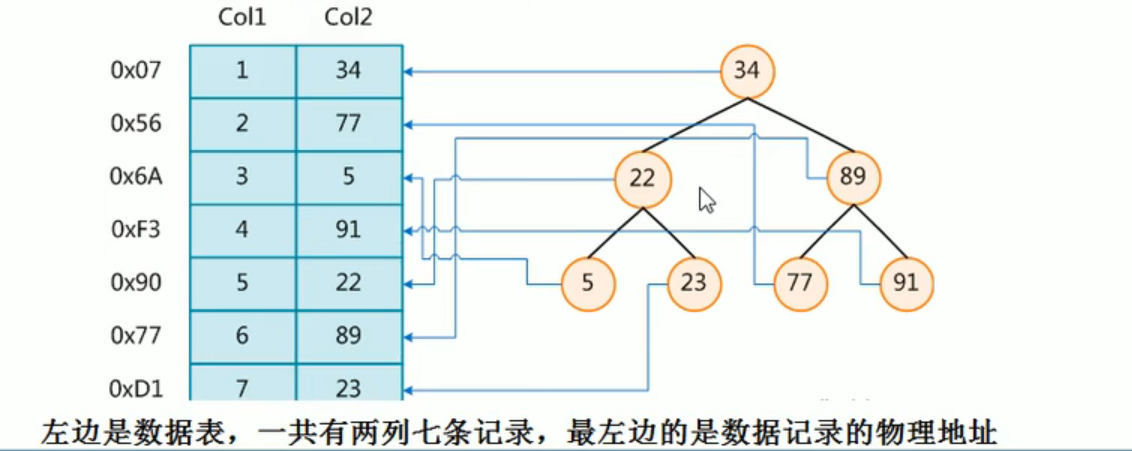 Col1 Col2
0x07 1 34 34
0x56 2 77
0x6A 3 5 22 89
0xF3 4 91
0x90 5 22 5 23 77 91
0x77 6 89
0xD1 7 23
左边是数据表，一共有两列七条记录，最左边的是数据记录的物理地址